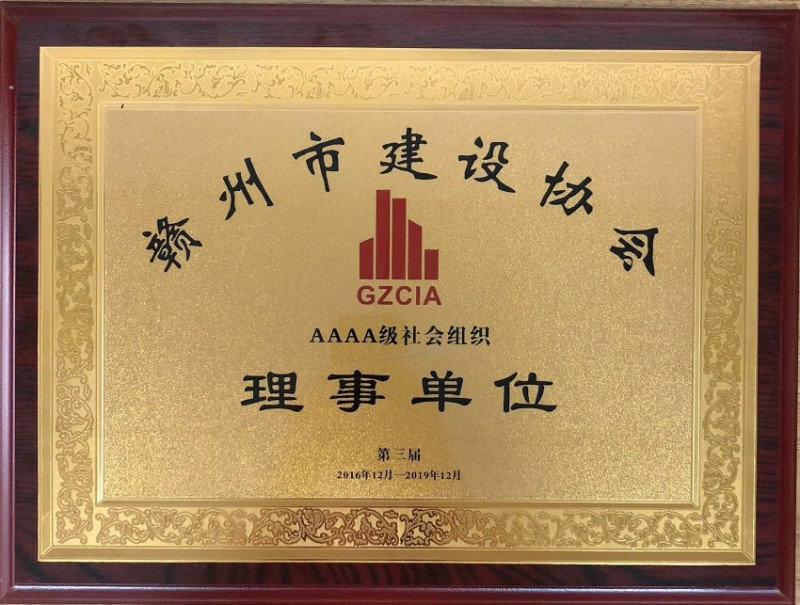 赣州市建设协会
GZCIA
AAAA级社会组织
理事单位
第三届
2016年12月—2019年12月